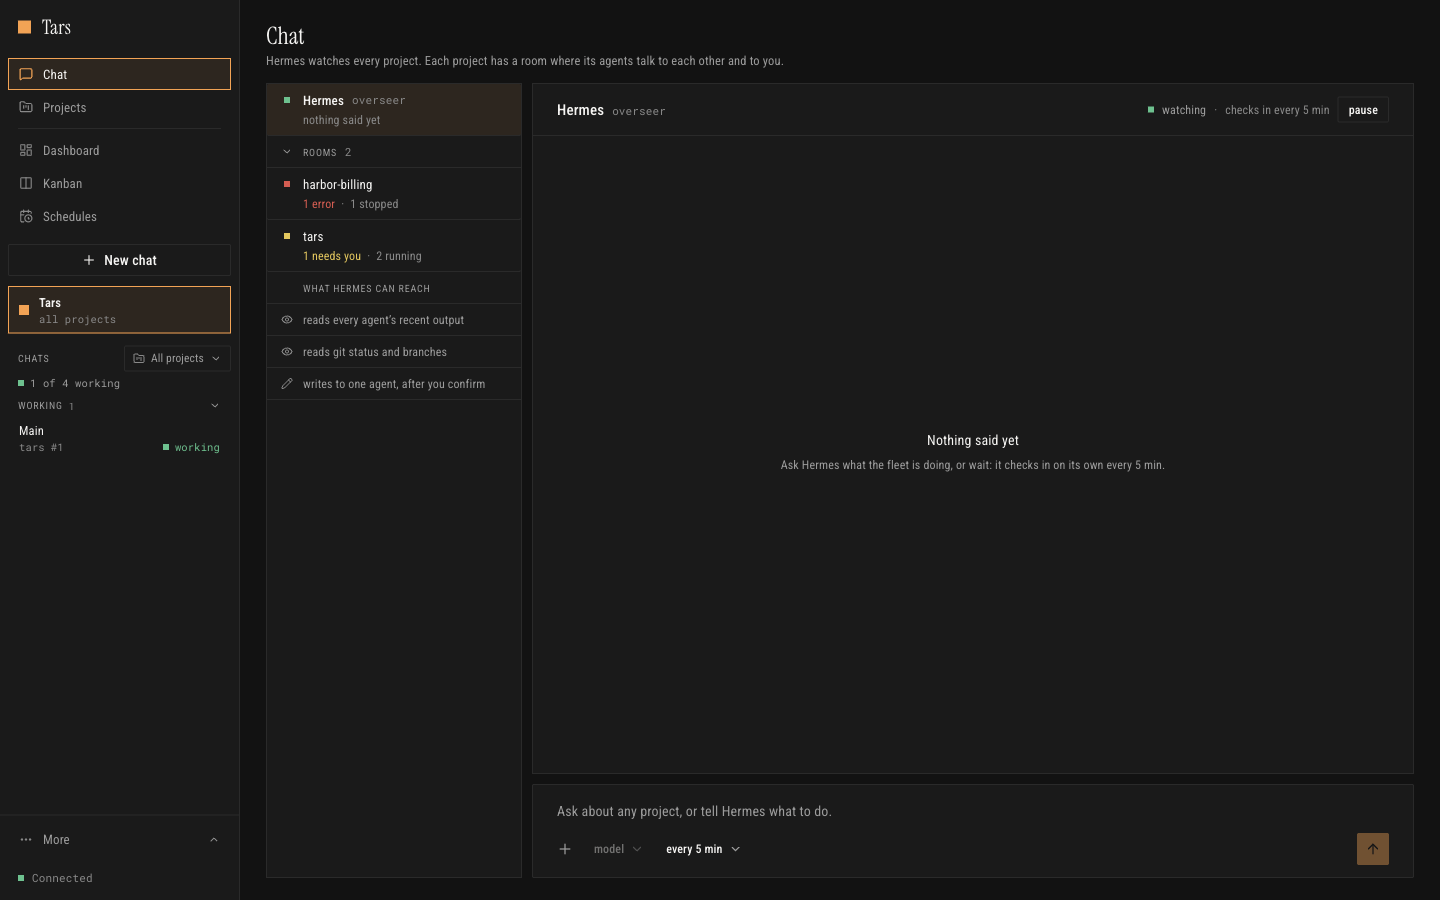 Tars
Chat
Projects
Dashboard
Kanban
Schedules
New chat
Tars
all projects
CHATS
All projects
1 of 4 working
WORKING 1
Main
tars #1
working
More
Connected
Chat
Hermes watches every project. Each project has a room where its agents talk to each other and to you.
Hermes overseer
nothing said yet
ROOMS 2
harbor-billing
1 error · 1 stopped
tars
1 needs you · 2 running
WHAT HERMES CAN REACH
reads every agent's recent output
reads git status and branches
writes to one agent, after you confirm
Hermes overseer
watching · checks in every 5 min
pause
Nothing said yet
Ask Hermes what the fleet is doing, or wait: it checks in on its own every 5 min.
Ask about any project, or tell Hermes what to do.
model
every 5 min